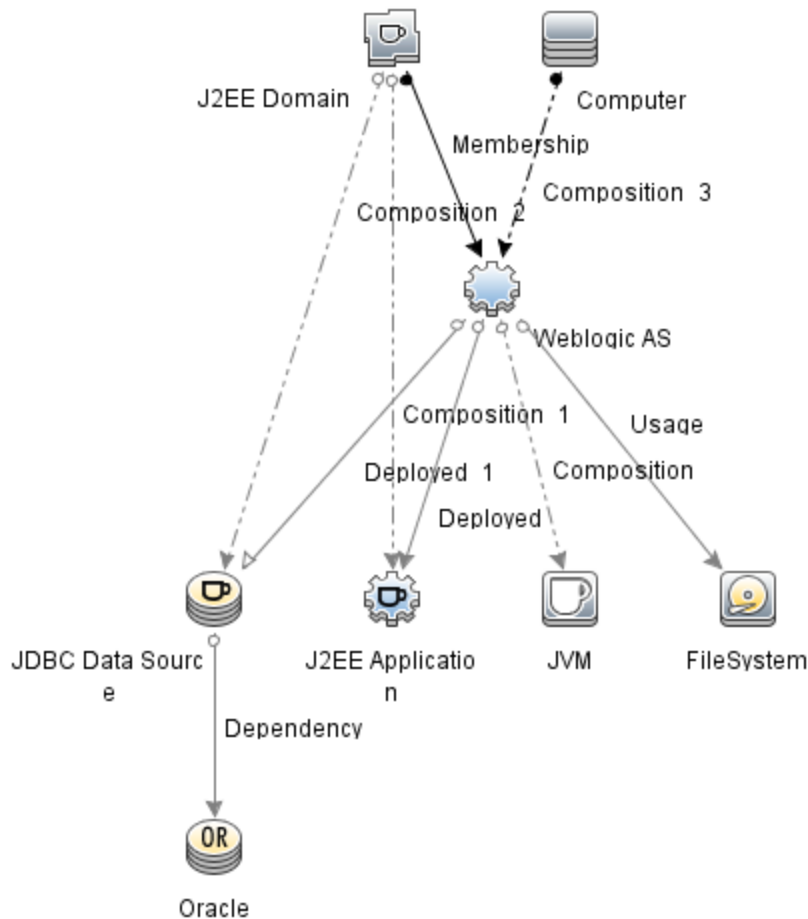 J2EE Domain
Computer
Membership
Composition 3
Composition 2
Weblogic AS
Composition 1
Usage
Deployed 1
Composition
Deployed
JDBC Data Sourc
e
J2EE Applicatio
n
JVM
FileSystem
Dependency
OR
Oracle